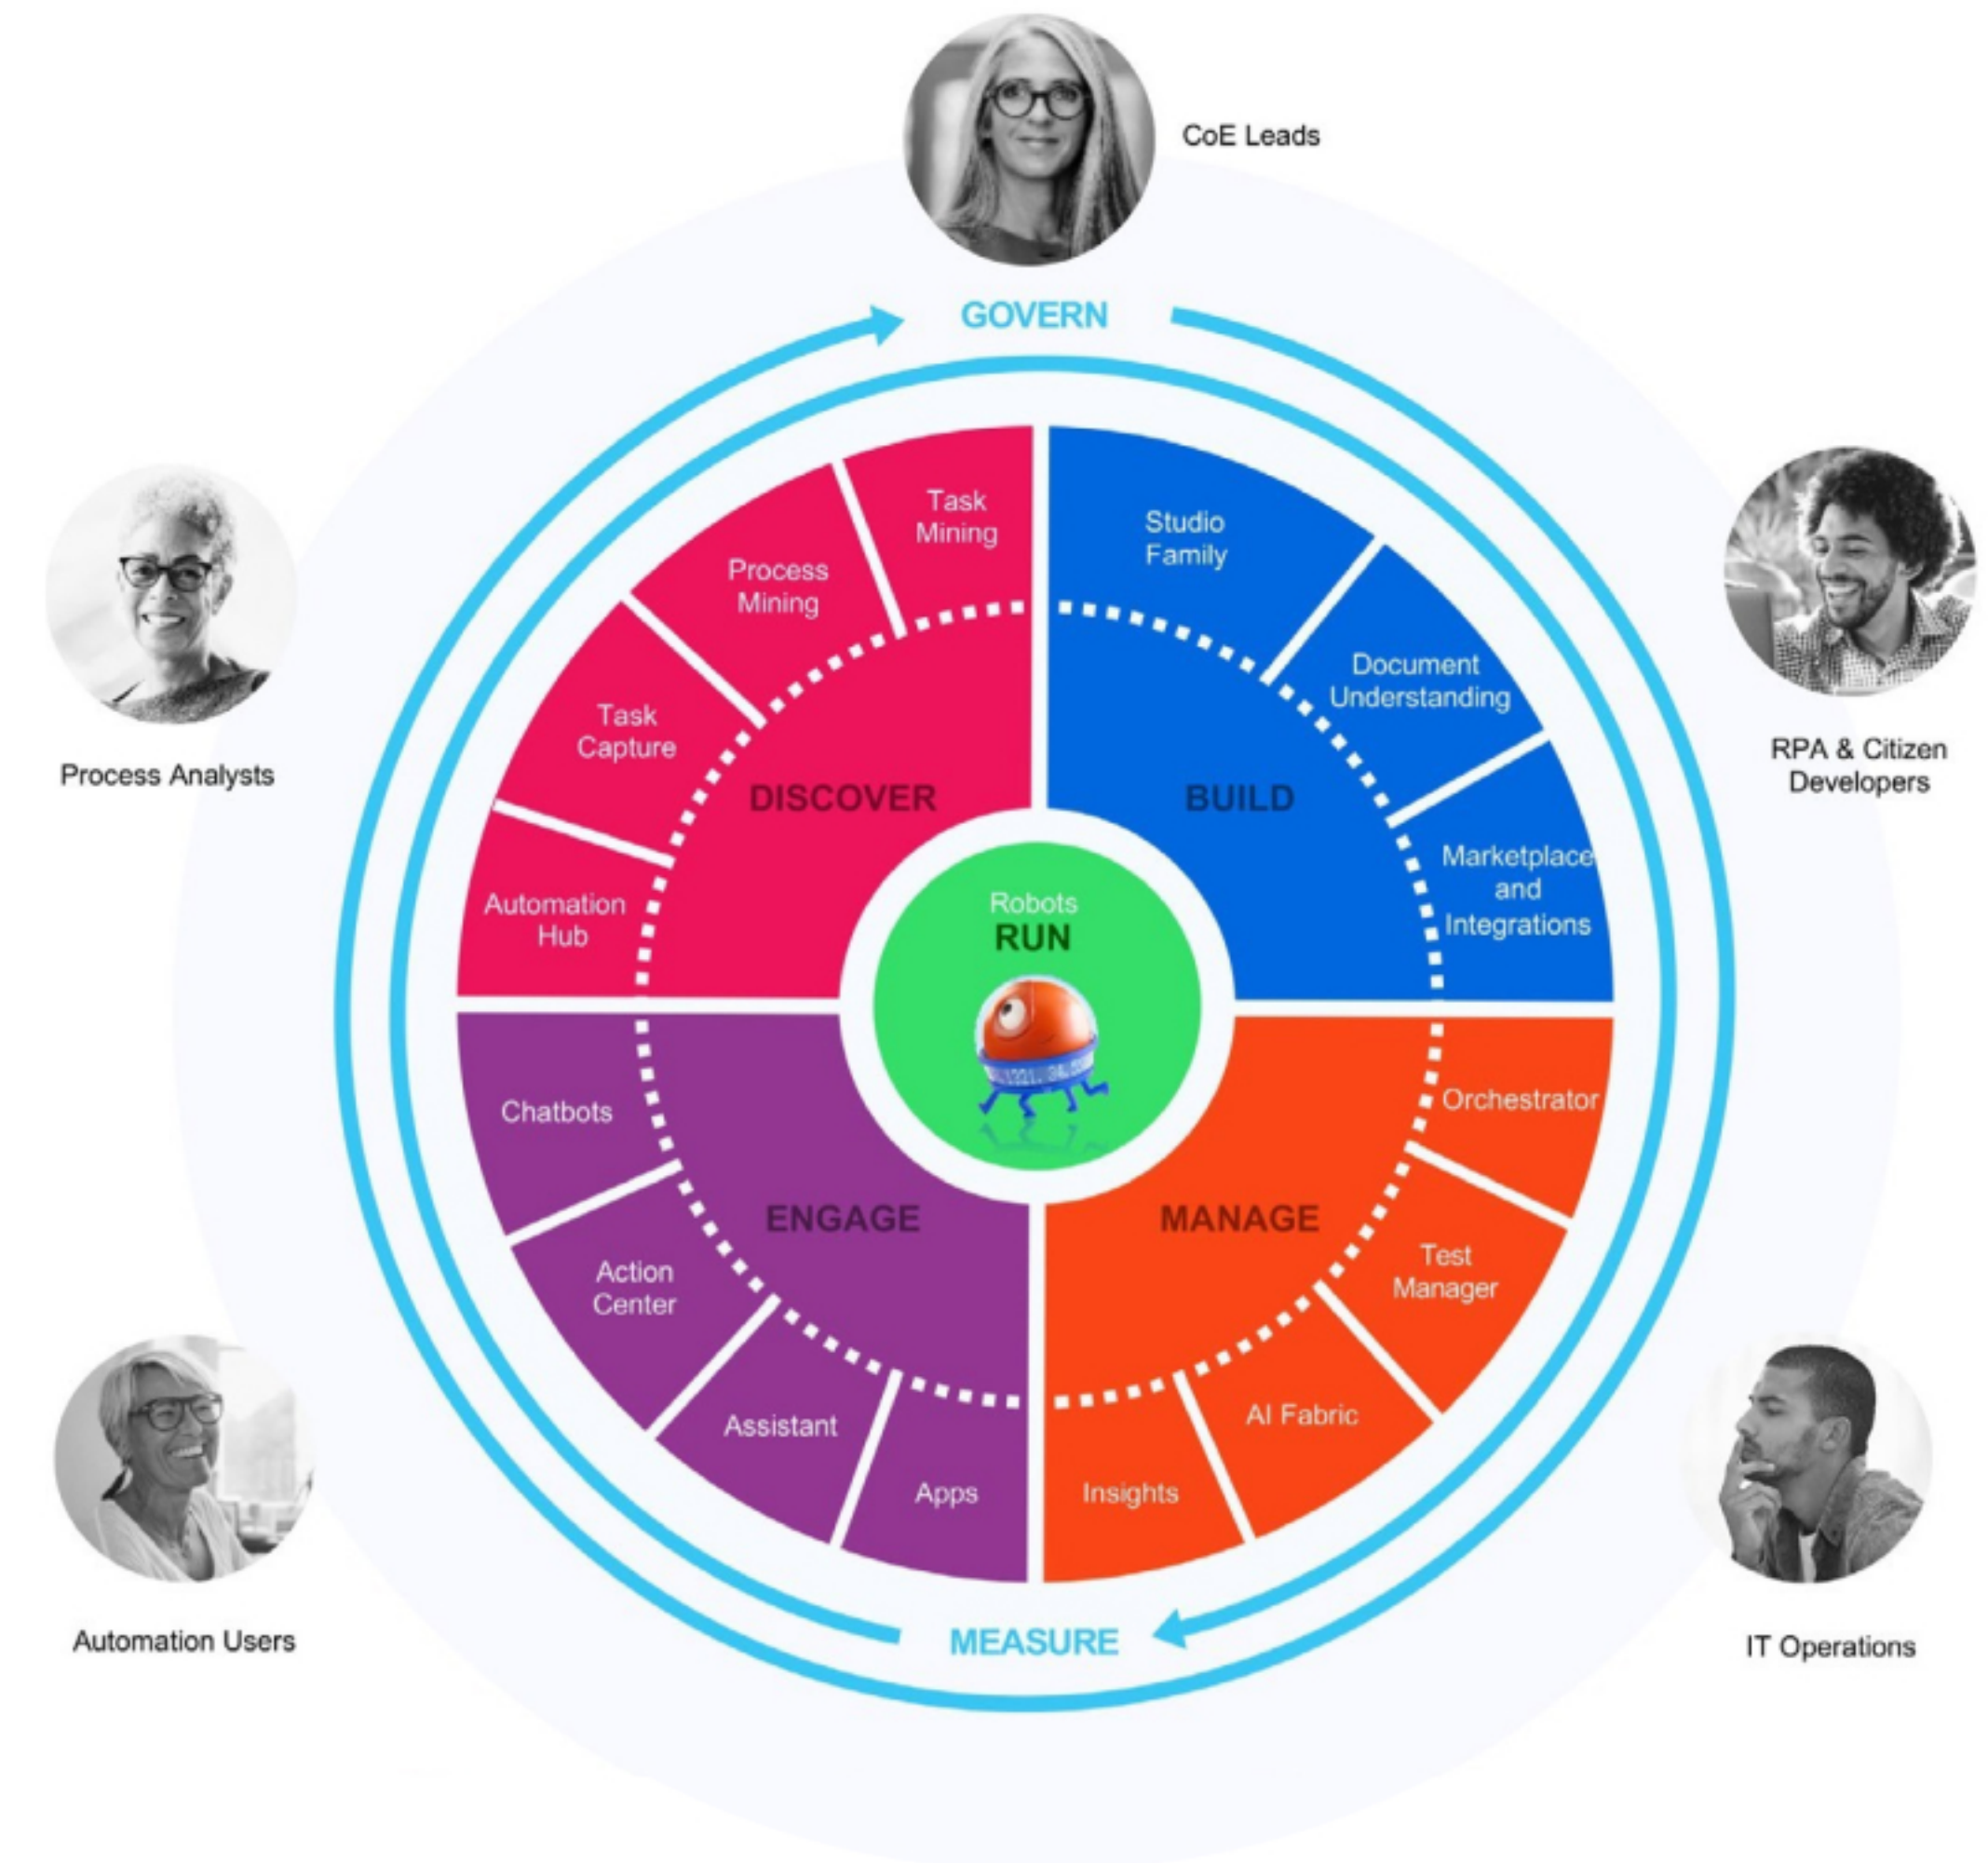 CoE Leads
GOVERN
Task
Mining
Process
Mining
Task
Capture
Automation
Hub
DISCOVER
Studio
Family
Document
Understanding
Marketplace
and
Integrations
BUILD
Process Analysts
RPA & Citizen
Developers
Robots
RUN
Chatbots
Action
Center
Assistant
Apps
ENGAGE
MANAGE
Orchestrator
Test
Manager
AI Fabric
Insights
MEASURE
Automation Users
IT Operations